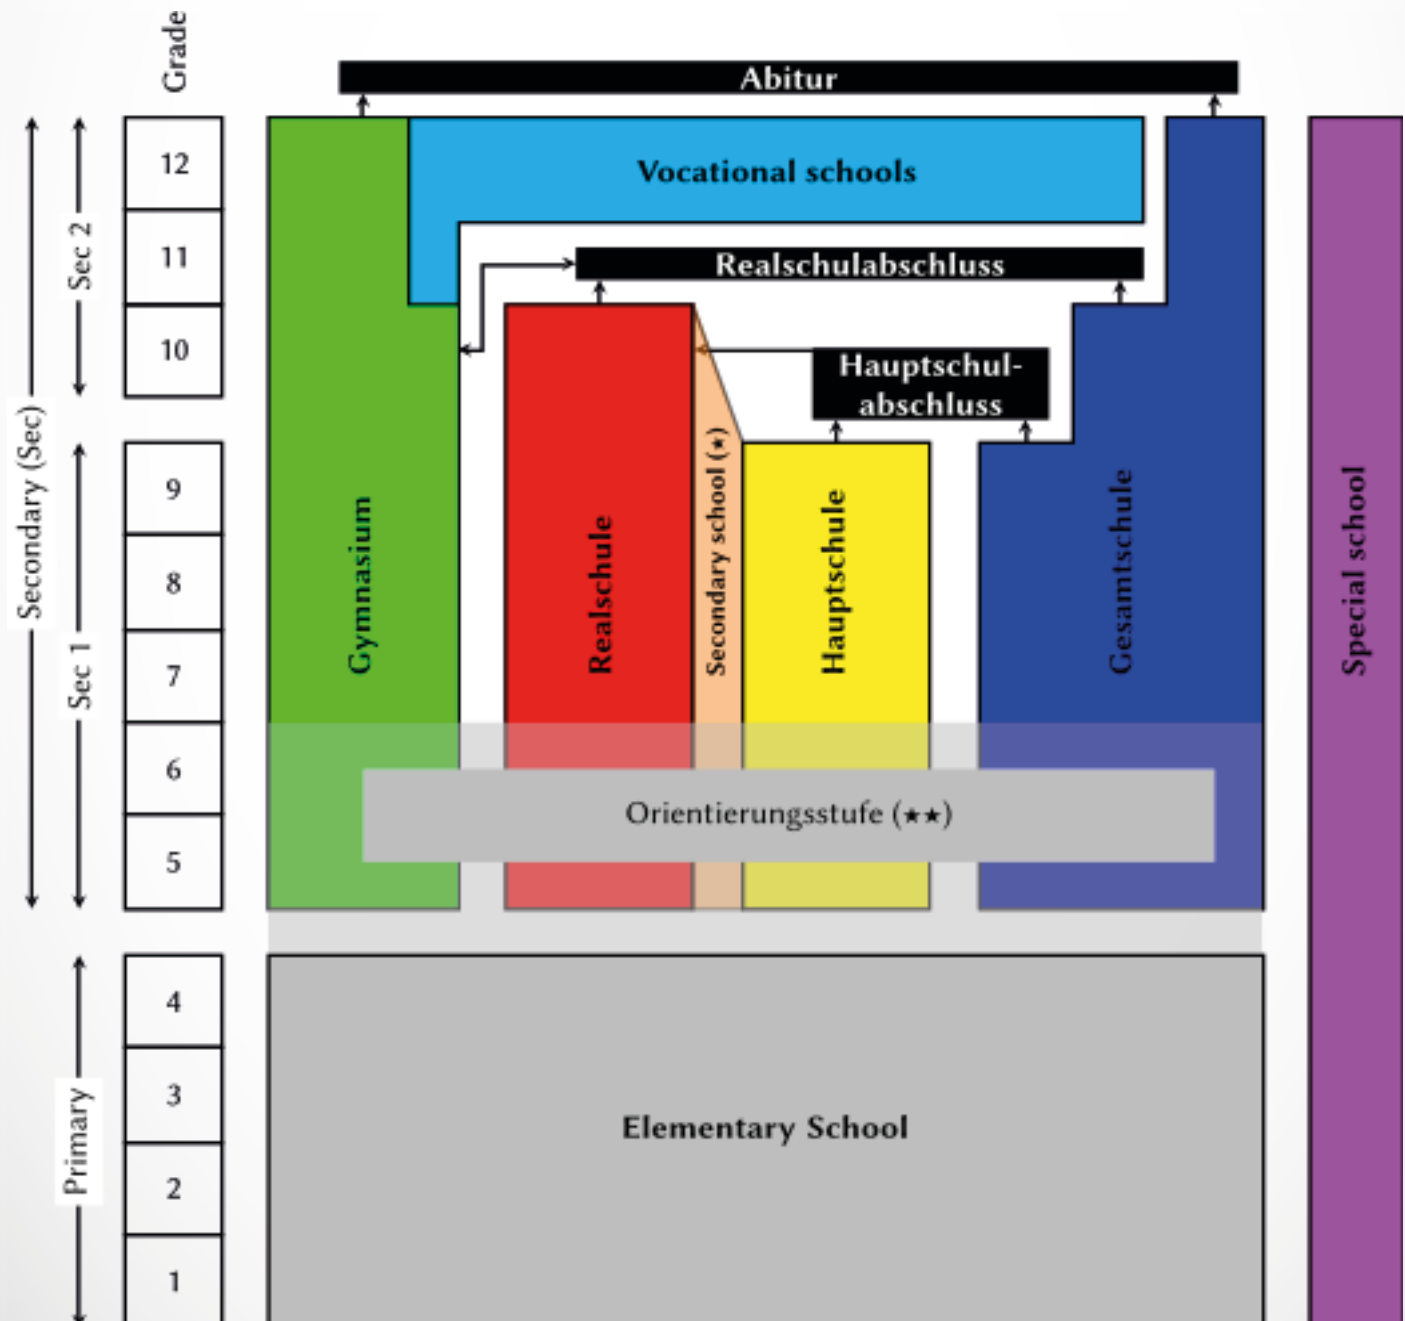 Grade
Abitur
12
Vocational schools
11
Sec 2
Realschulabschluss
10
Hauptschul-
abschluss
Secondary (Sec)
9
8
7
Sec 1
Gymnasium
Realschule
Secondary school (★)
Hauptschule
Gesamtschule
Special school
6
Orientierungsstufe (★★)
5
4
3
Elementary School
Primary
2
1